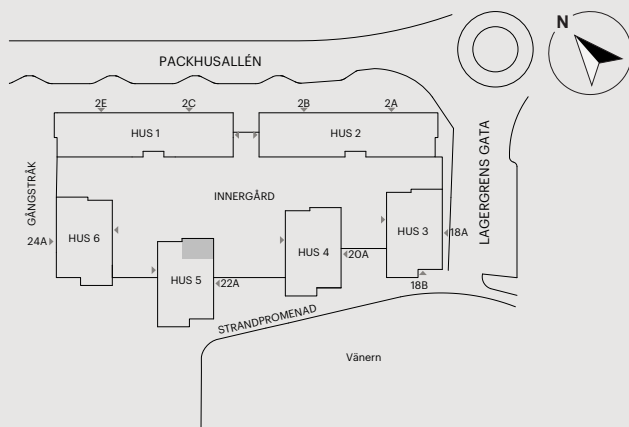 N
PACKHUSALLÉN
2E
2C
2B
2A
HUS 1
HUS 2
LAGERGRENS GATA
GÅNGSTRÅK
INNERGÅRD
HUS 6
24A
HUS 3
18A
HUS 4
20A
HUS 5
22A
18B
STRANDPROMENAD
Vänern